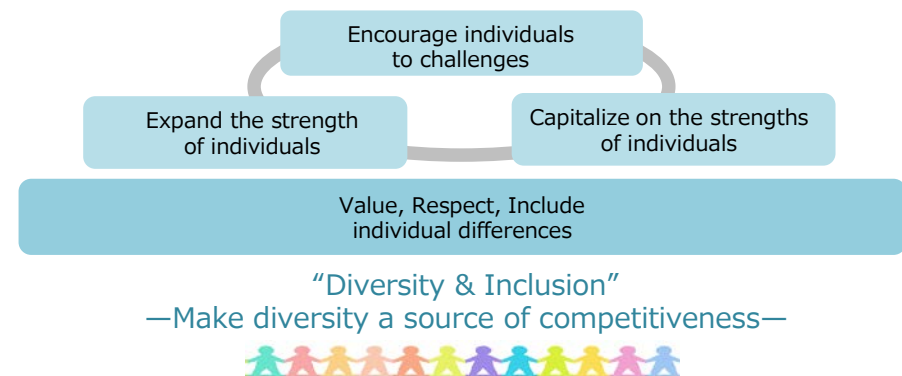 Encourage individuals
to challenges
Expand the strength
of individuals
Capitalize on the strengths
of individuals
Value, Respect, Include
individual differences
“Diversity & Inclusion”
—Make diversity a source of competitiveness—